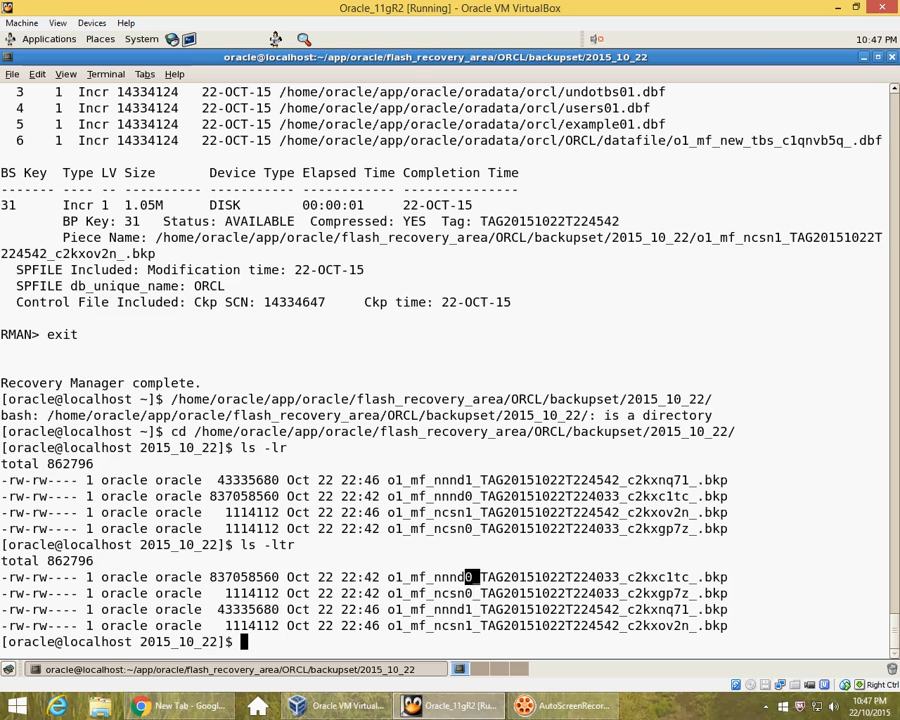 Oracle_11gR2 [Running] - Oracle VM VirtualBox
Machine View Devices Help
Applications Places System 10:47 PM
oracle@localhost:~/app/oracle/flash_recovery_area/ORCL/backupset/2015_10_22
File Edit View Terminal Tabs Help
3 1 Incr 14334124 22-OCT-15 /home/oracle/app/oracle/oradata/orcl/undotbs01.dbf
4 1 Incr 14334124 22-OCT-15 /home/oracle/app/oracle/oradata/orcl/users01.dbf
5 1 Incr 14334124 22-OCT-15 /home/oracle/app/oracle/oradata/orcl/example01.dbf
6 1 Incr 14334124 22-OCT-15 /home/oracle/app/oracle/oradata/orcl/ORCL/datafile/o1_mf_new_tbs_c1qnvb5q_.dbf
BS Key Type LV Size Device Type Elapsed Time Completion Time
------- ---- -- ---------- ----------- ------------ ---------------
31 Incr 1 1.05M DISK 00:00:01 22-OCT-15
BP Key: 31 Status: AVAILABLE Compressed: YES Tag: TAG20151022T224542
Piece Name: /home/oracle/app/oracle/flash_recovery_area/ORCL/backupset/2015_10_22/o1_mf_ncsn1_TAG20151022T
224542_c2kxov2n_.bkp
SPFILE Included: Modification time: 22-OCT-15
SPFILE db_unique_name: ORCL
Control File Included: Ckp SCN: 14334647 Ckp time: 22-OCT-15
RMAN> exit
Recovery Manager complete.
[oracle@localhost ~]$ /home/oracle/app/oracle/flash_recovery_area/ORCL/backupset/2015_10_22/
bash: /home/oracle/app/oracle/flash_recovery_area/ORCL/backupset/2015_10_22/: is a directory
[oracle@localhost ~]$ cd /home/oracle/app/oracle/flash_recovery_area/ORCL/backupset/2015_10_22/
[oracle@localhost 2015_10_22]$ ls -lr
total 862796
-rw-rw---- 1 oracle oracle 43335680 Oct 22 22:46 o1_mf_nnnd1_TAG20151022T224542_c2kxnq71_.bkp
-rw-rw---- 1 oracle oracle 837058560 Oct 22 22:42 o1_mf_nnnd0_TAG20151022T224033_c2kxc1tc_.bkp
-rw-rw---- 1 oracle oracle 1114112 Oct 22 22:46 o1_mf_ncsn1_TAG20151022T224542_c2kxov2n_.bkp
-rw-rw---- 1 oracle oracle 1114112 Oct 22 22:42 o1_mf_ncsn0_TAG20151022T224033_c2kxgp7z_.bkp
[oracle@localhost 2015_10_22]$ ls -ltr
total 862796
-rw-rw---- 1 oracle oracle 837058560 Oct 22 22:42 o1_mf_nnnd0_TAG20151022T224033_c2kxc1tc_.bkp
-rw-rw---- 1 oracle oracle 1114112 Oct 22 22:42 o1_mf_ncsn0_TAG20151022T224033_c2kxgp7z_.bkp
-rw-rw---- 1 oracle oracle 43335680 Oct 22 22:46 o1_mf_nnnd1_TAG20151022T224542_c2kxnq71_.bkp
-rw-rw---- 1 oracle oracle 1114112 Oct 22 22:46 o1_mf_ncsn1_TAG20151022T224542_c2kxov2n_.bkp
[oracle@localhost 2015_10_22]$
oracle@localhost:~/app/oracle/flash_recovery_area/ORCL/backupset/2015_10_22
Right Ctrl
New Tab - Googl... Oracle VM Virtual... Oracle_11gR2 [Ru... AutoScreenRecor... 10:47 PM
22/10/2015